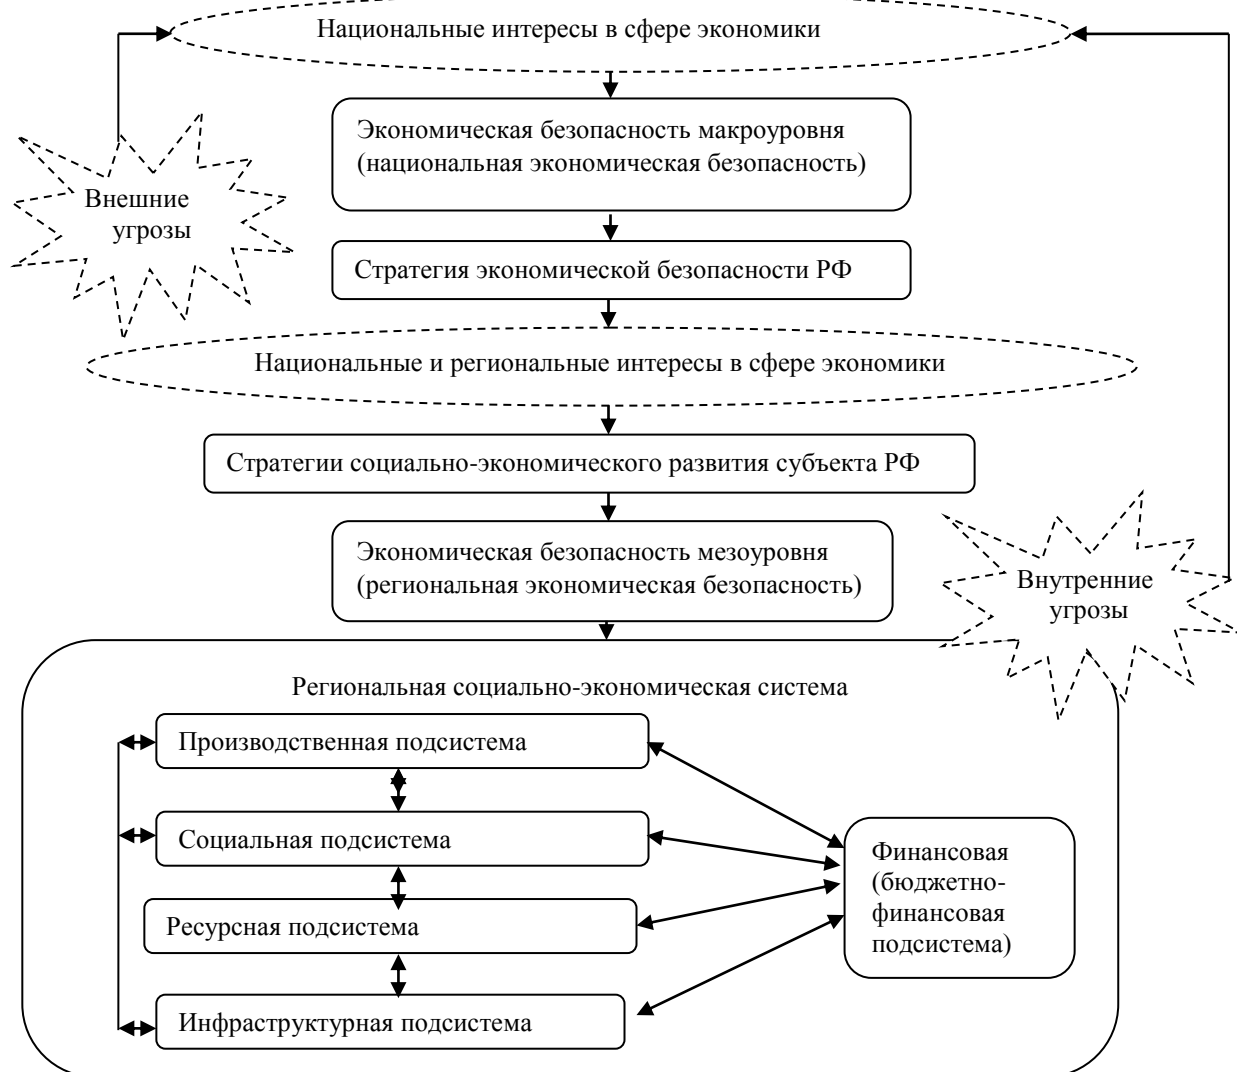 Национальные интересы в сфере экономики
Экономическая безопасность макроуровня
(национальная экономическая безопасность)
Внешние
угрозы
Стратегия экономической безопасности РФ
Национальные и региональные интересы в сфере экономики
Стратегии социально-экономического развития субъекта РФ
Экономическая безопасность мезоуровня
(региональная экономическая безопасность)
Внутренние
угрозы
Региональная социально-экономическая система
Производственная подсистема
Социальная подсистема
Ресурсная подсистема
Инфраструктурная подсистема
Финансовая
(бюджетно-
финансовая
подсистема)